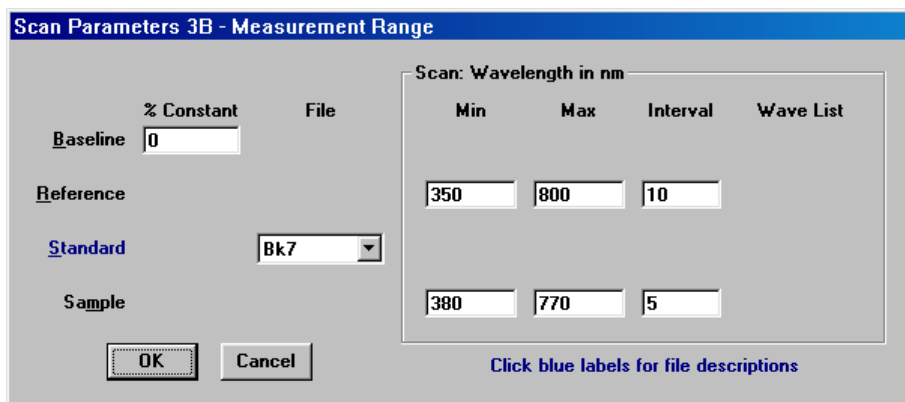 Scan Parameters 3B - Measurement Range
Scan: Wavelength in nm
% Constant File Min Max Interval Wave List
Baseline 0
Reference 350 800 10
Standard Bk7
Sample 380 770 5
OK Cancel Click blue labels for file descriptions